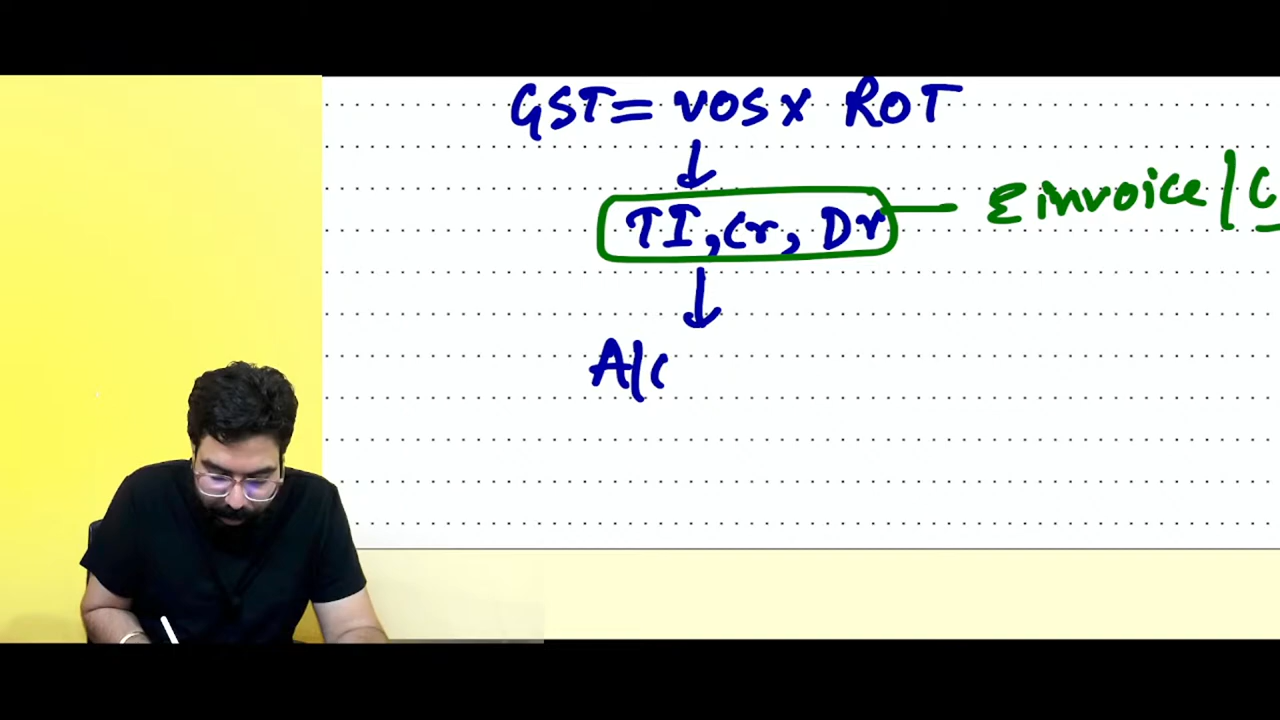 GST = VOS x ROT
TI, Cr, Dr
Einvoice /
A/C